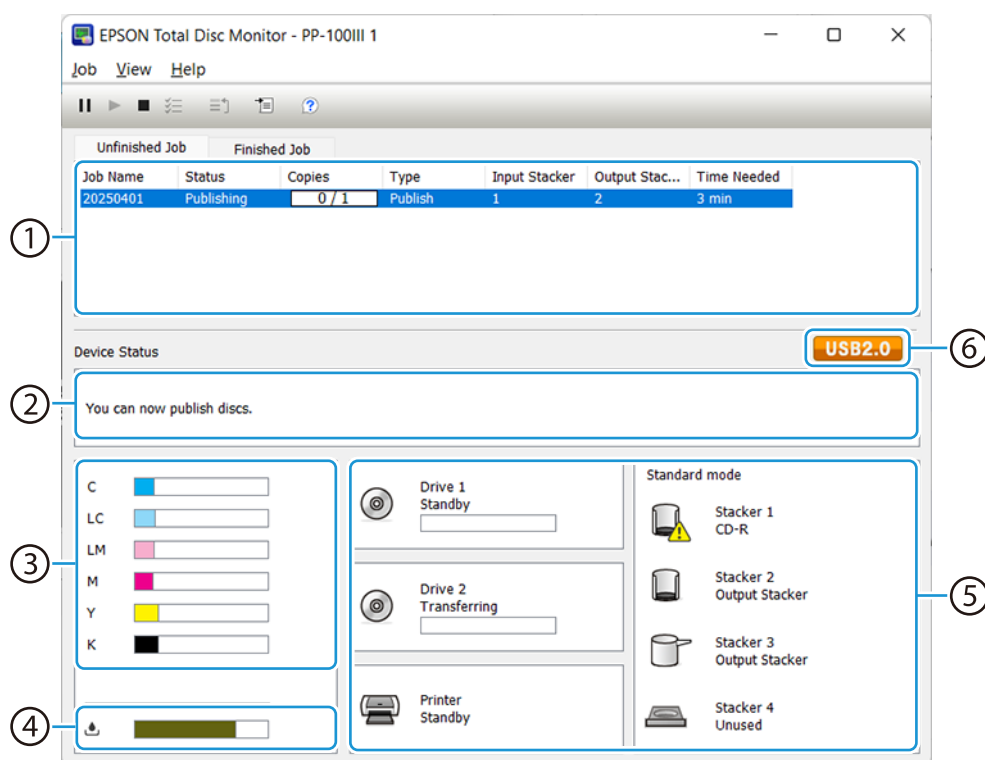 EPSON Total Disc Monitor - PP-100III 1
Job View Help
Unfinished Job Finished Job
Job Name Status Copies Type Input Stacker Output Stac... Time Needed
20250401 Publishing 0 / 1 Publish 1 2 3 min
1
Device Status
USB2.0
6
2
You can now publish discs.
3
C
LC
LM
M
Y
K
4
Drive 1
Standby
Drive 2
Transferring
Printer
Standby
Standard mode
Stacker 1
CD-R
Stacker 2
Output Stacker
Stacker 3
Output Stacker
Stacker 4
Unused
5